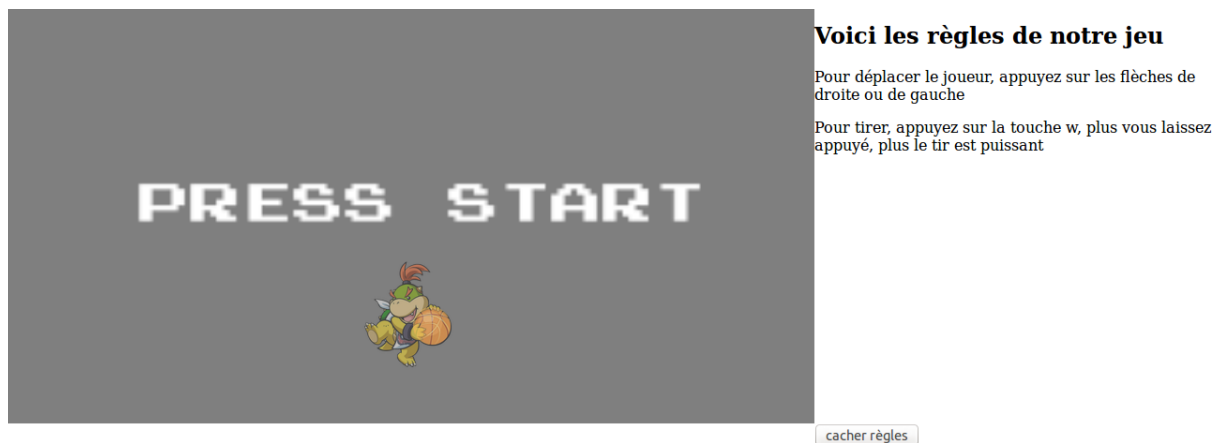 PRESS START
Voici les règles de notre jeu
Pour déplacer le joueur, appuyez sur les flèches de
droite ou de gauche
Pour tirer, appuyez sur la touche w, plus vous laissez
appuyé, plus le tir est puissant
cacher règles